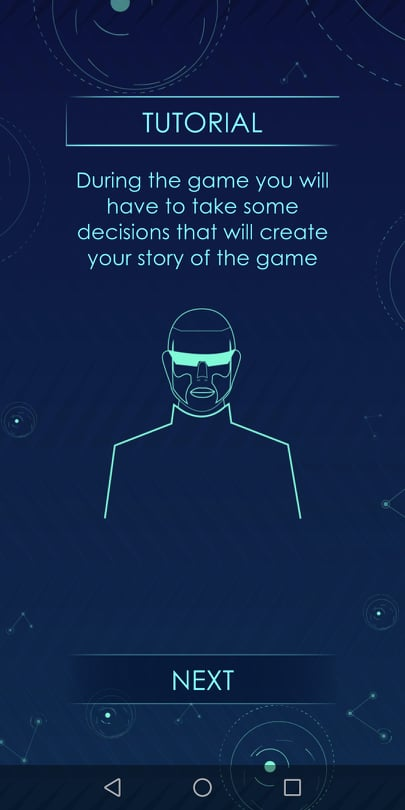 TUTORIAL
During the game you will
have to take some
decisions that will create
your story of the game
NEXT